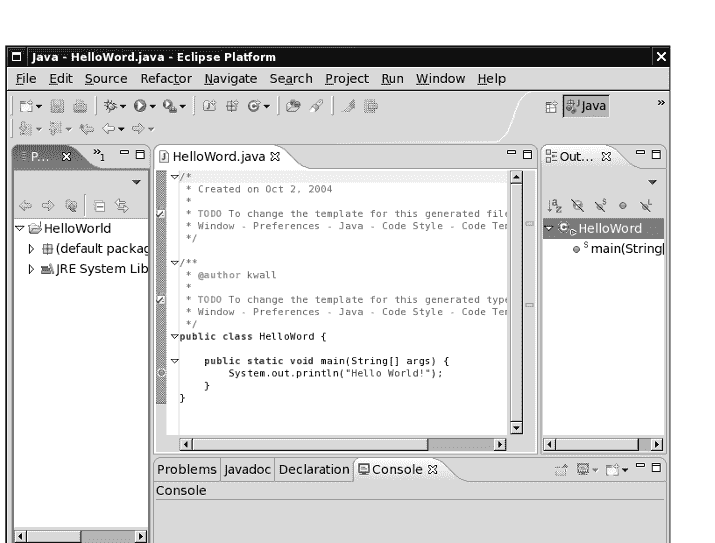 Java - HelloWord.java - Eclipse Platform
File Edit Source Refactor Navigate Search Project Run Window Help
Java »
P... »1
HelloWord.java
Out...
HelloWorld
(default packag
JRE System Lib
/*
* Created on Oct 2, 2004
*
* TODO To change the template for this generated file
* Window - Preferences - Java - Code Style - Code Tem
*/
/**
* @author kwall
*
* TODO To change the template for this generated type
* Window - Preferences - Java - Code Style - Code Tem
*/
public class HelloWord {
public static void main(String[] args) {
System.out.println("Hello World!");
}
}
HelloWord
main(String[
Problems Javadoc Declaration Console
Console